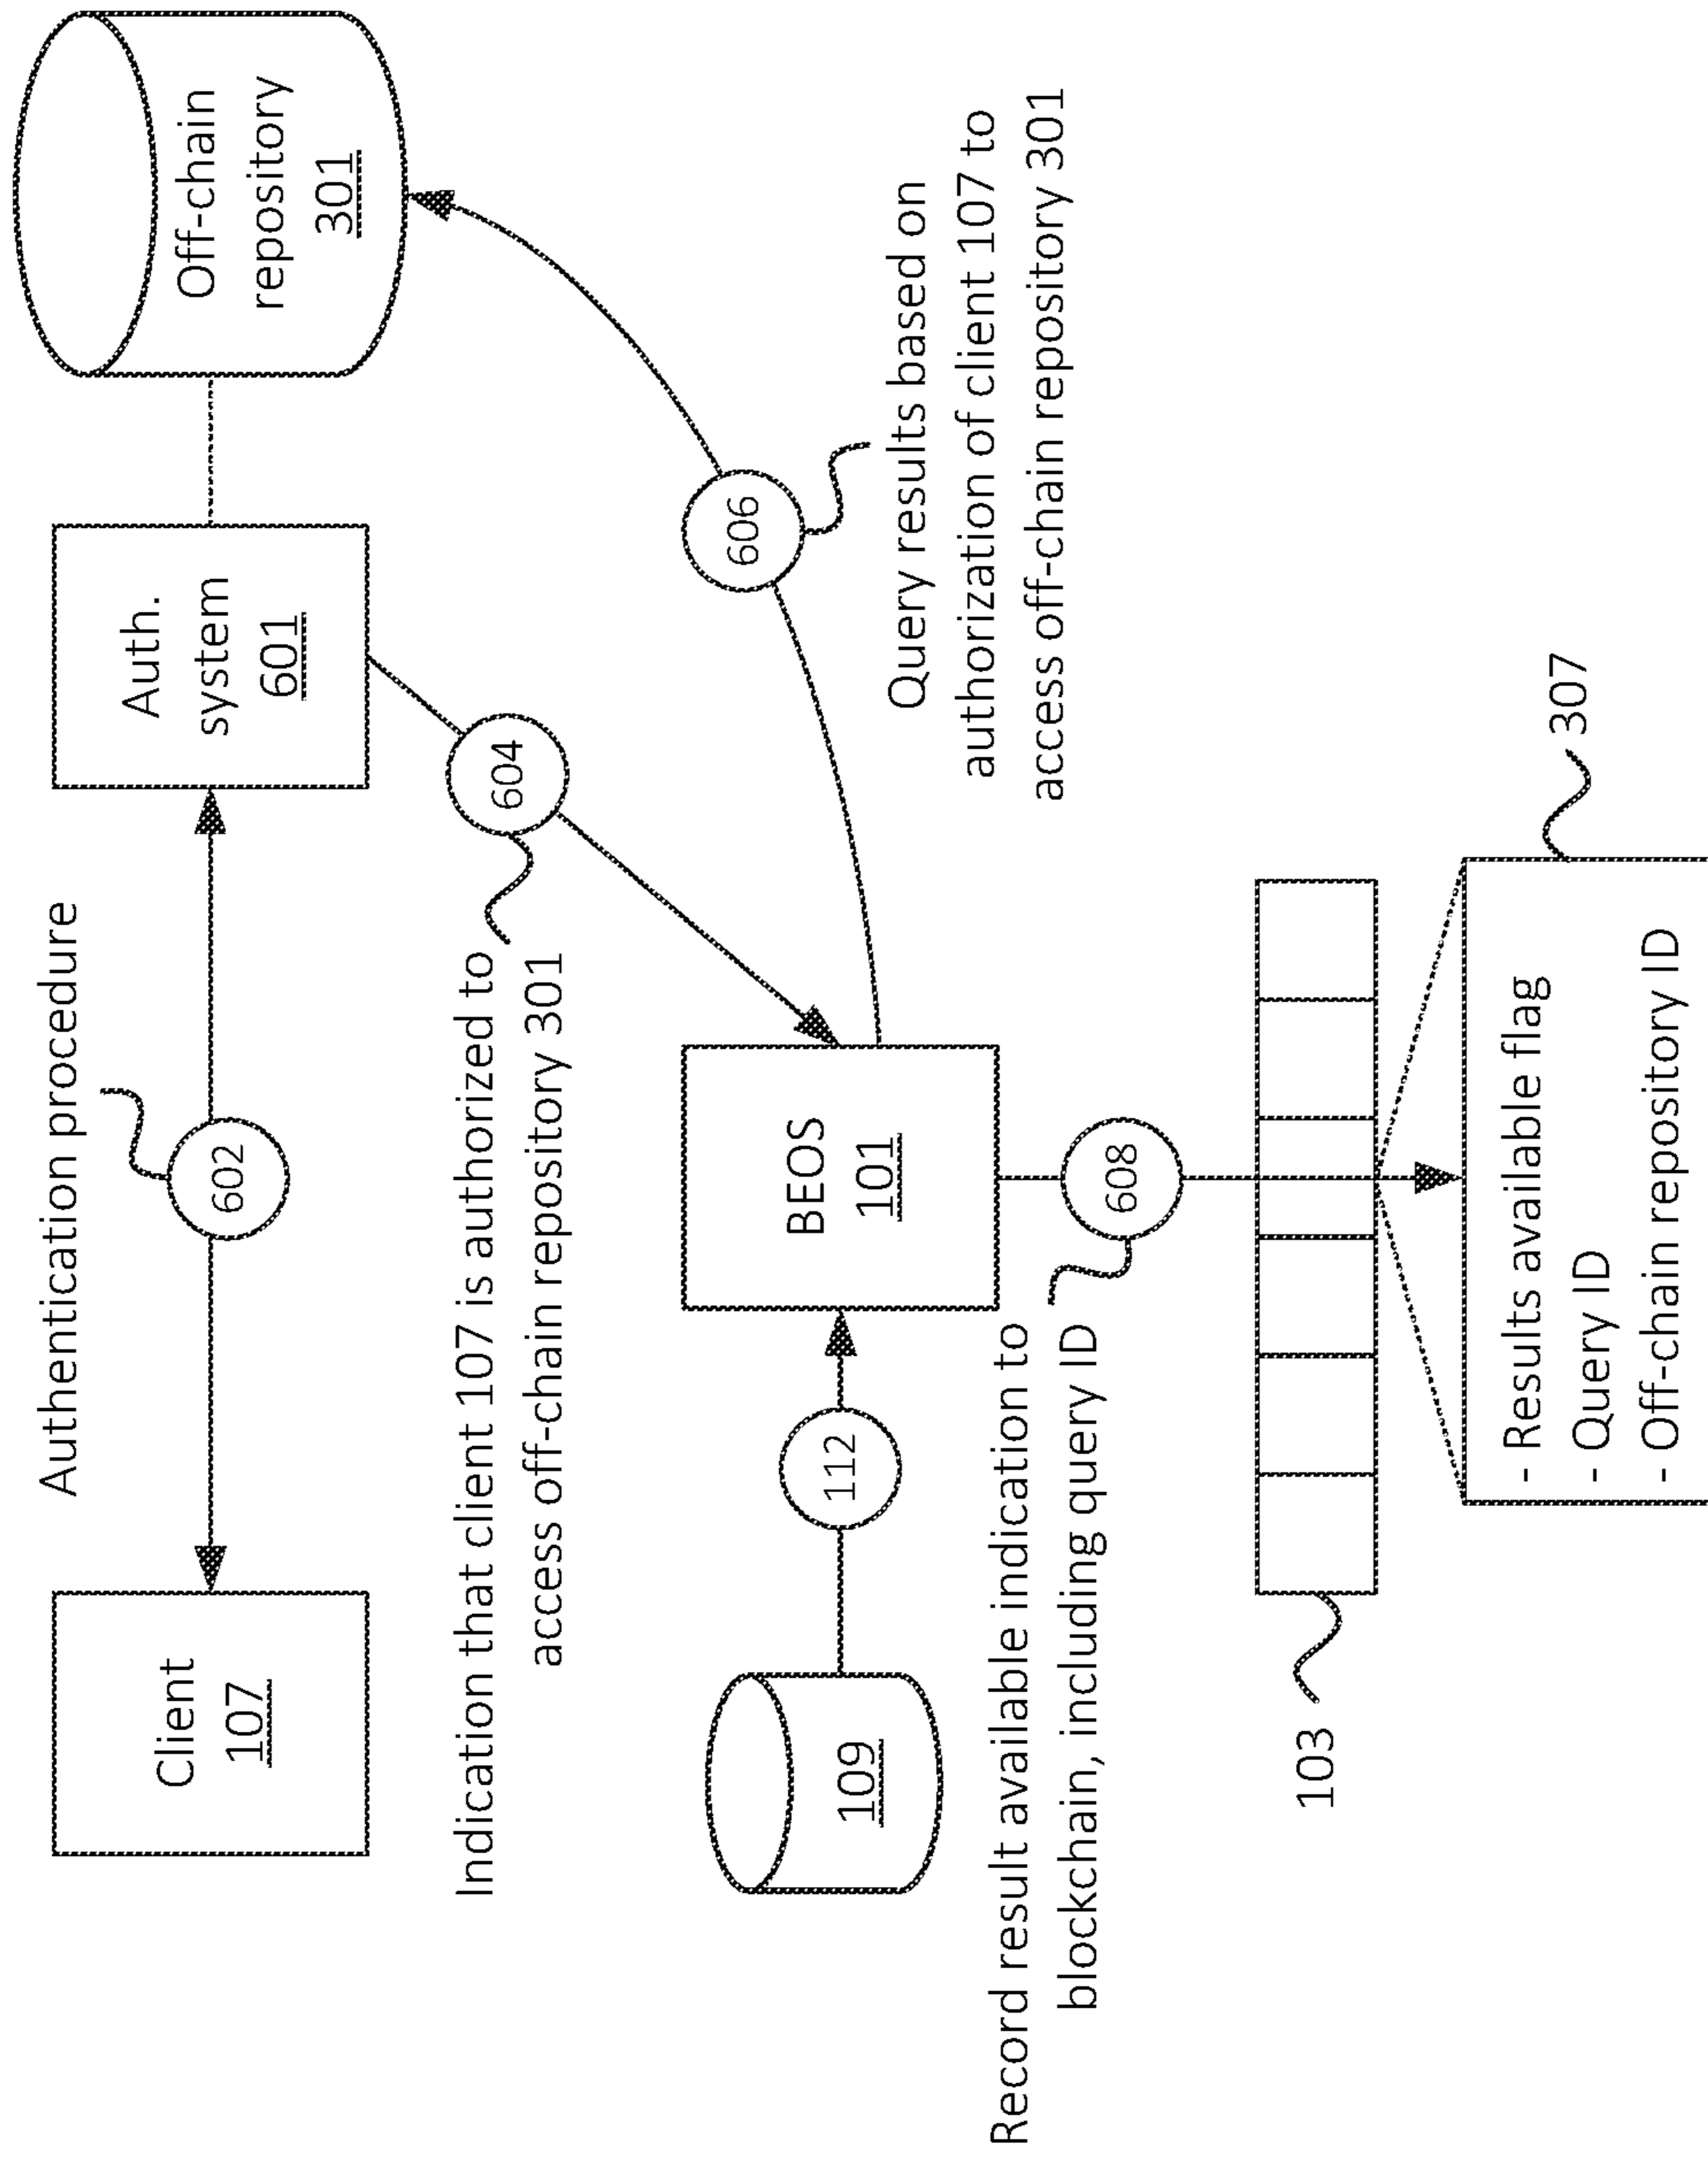 Authentication procedure
Client
107
602
Auth.
system
601
Off-chain
repository
301
Indication that client 107 is authorized to
access off-chain repository 301
604
606
Query results based on
authorization of client 107 to
access off-chain repository 301
109
112
BEOS
101
Record result available indication to
blockchain, including query ID
608
103
307
- Results available flag
- Query ID
- Off-chain repository ID